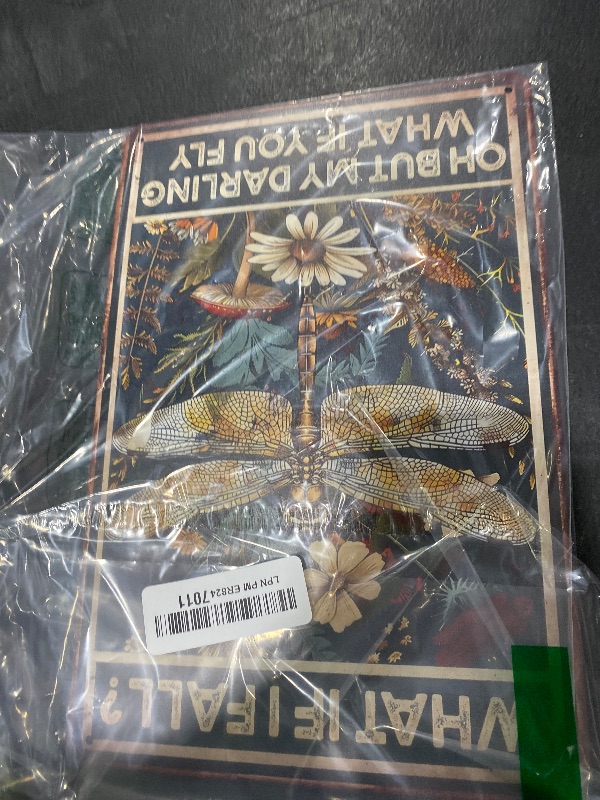 WHAT IF I FALL?
LPN PM ER8247011
OH BUT MY DARLING
WHAT IF YOU FLY